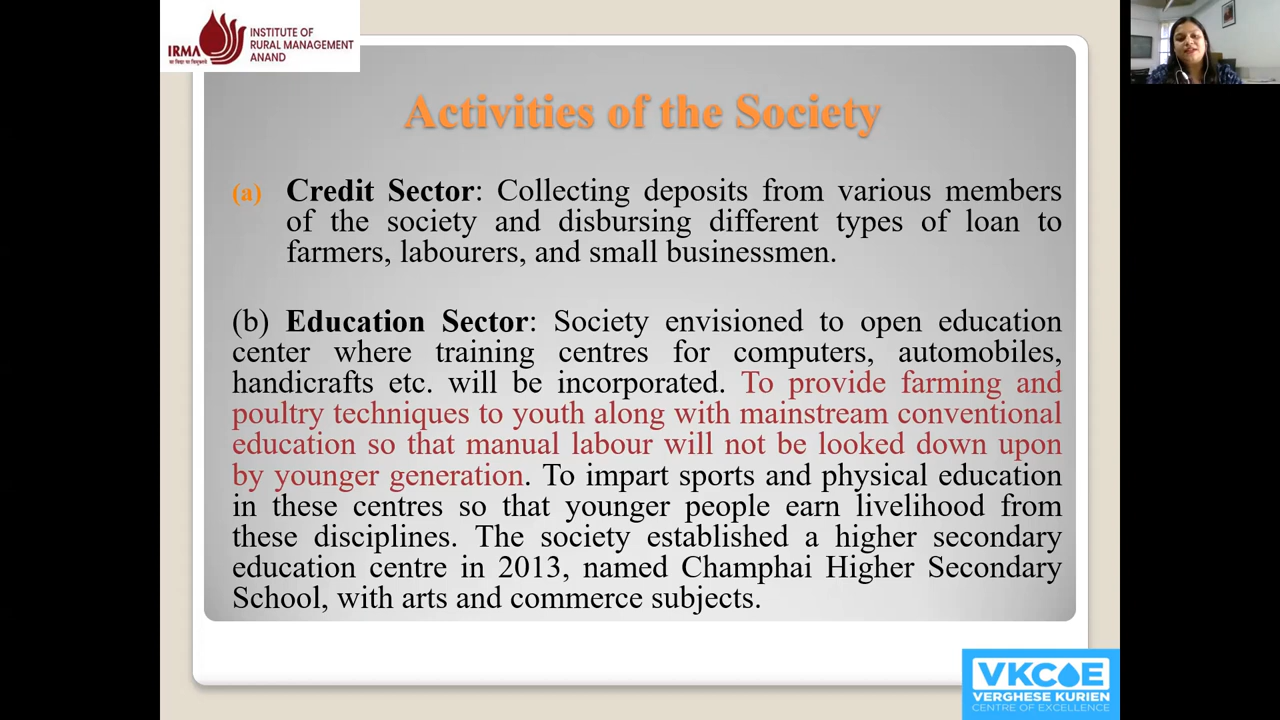 IRMA
INSTITUTE OF
RURAL MANAGEMENT
ANAND
Activities of the Society
(a) Credit Sector: Collecting deposits from various members
of the society and disbursing different types of loan to
farmers, labourers, and small businessmen.
(b) Education Sector: Society envisioned to open education
center where training centres for computers, automobiles,
handicrafts etc. will be incorporated. To provide farming and
poultry techniques to youth along with mainstream conventional
education so that manual labour will not be looked down upon
by younger generation. To impart sports and physical education
in these centres so that younger people earn livelihood from
these disciplines. The society established a higher secondary
education centre in 2013, named Champhai Higher Secondary
School, with arts and commerce subjects.
VKCOE
VERGHESE KURIEN
CENTRE OF EXCELLENCE